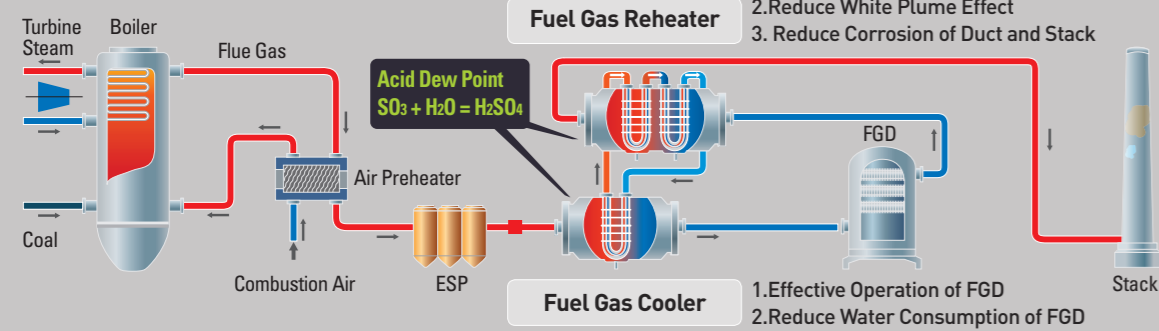 Fuel Gas Reheater
2.Reduce White Plume Effect
3. Reduce Corrosion of Duct and Stack
Turbine
Steam
Boiler
Flue Gas
Acid Dew Point
SO3 + H2O = H2SO4
FGD
Air Preheater
Coal
Combustion Air
ESP
Stack
Fuel Gas Cooler
1.Effective Operation of FGD
2.Reduce Water Consumption of FGD